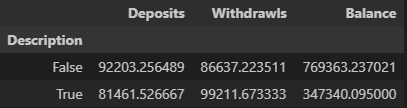 Deposits Withdrawls Balance
Description
False 92203.256489 86637.223511 769363.237021
True 81461.526667 99211.673333 347340.095000